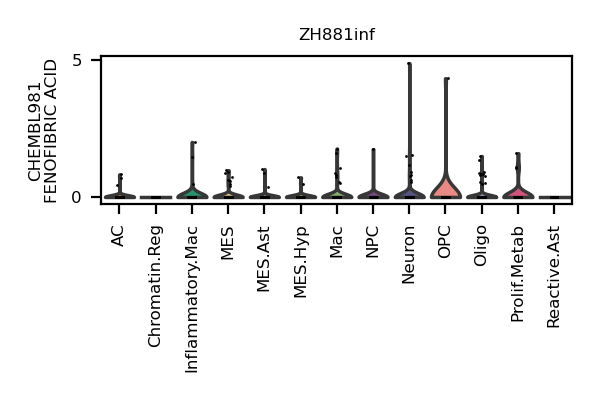 ZH881inf
CHEMBL981
FENOFIBRIC ACID
5
0
AC
Chromatin.Reg
Inflammatory.Mac
MES
MES.Ast
MES.Hyp
Mac
NPC
Neuron
OPC
Oligo
Prolif.Metab
Reactive.Ast